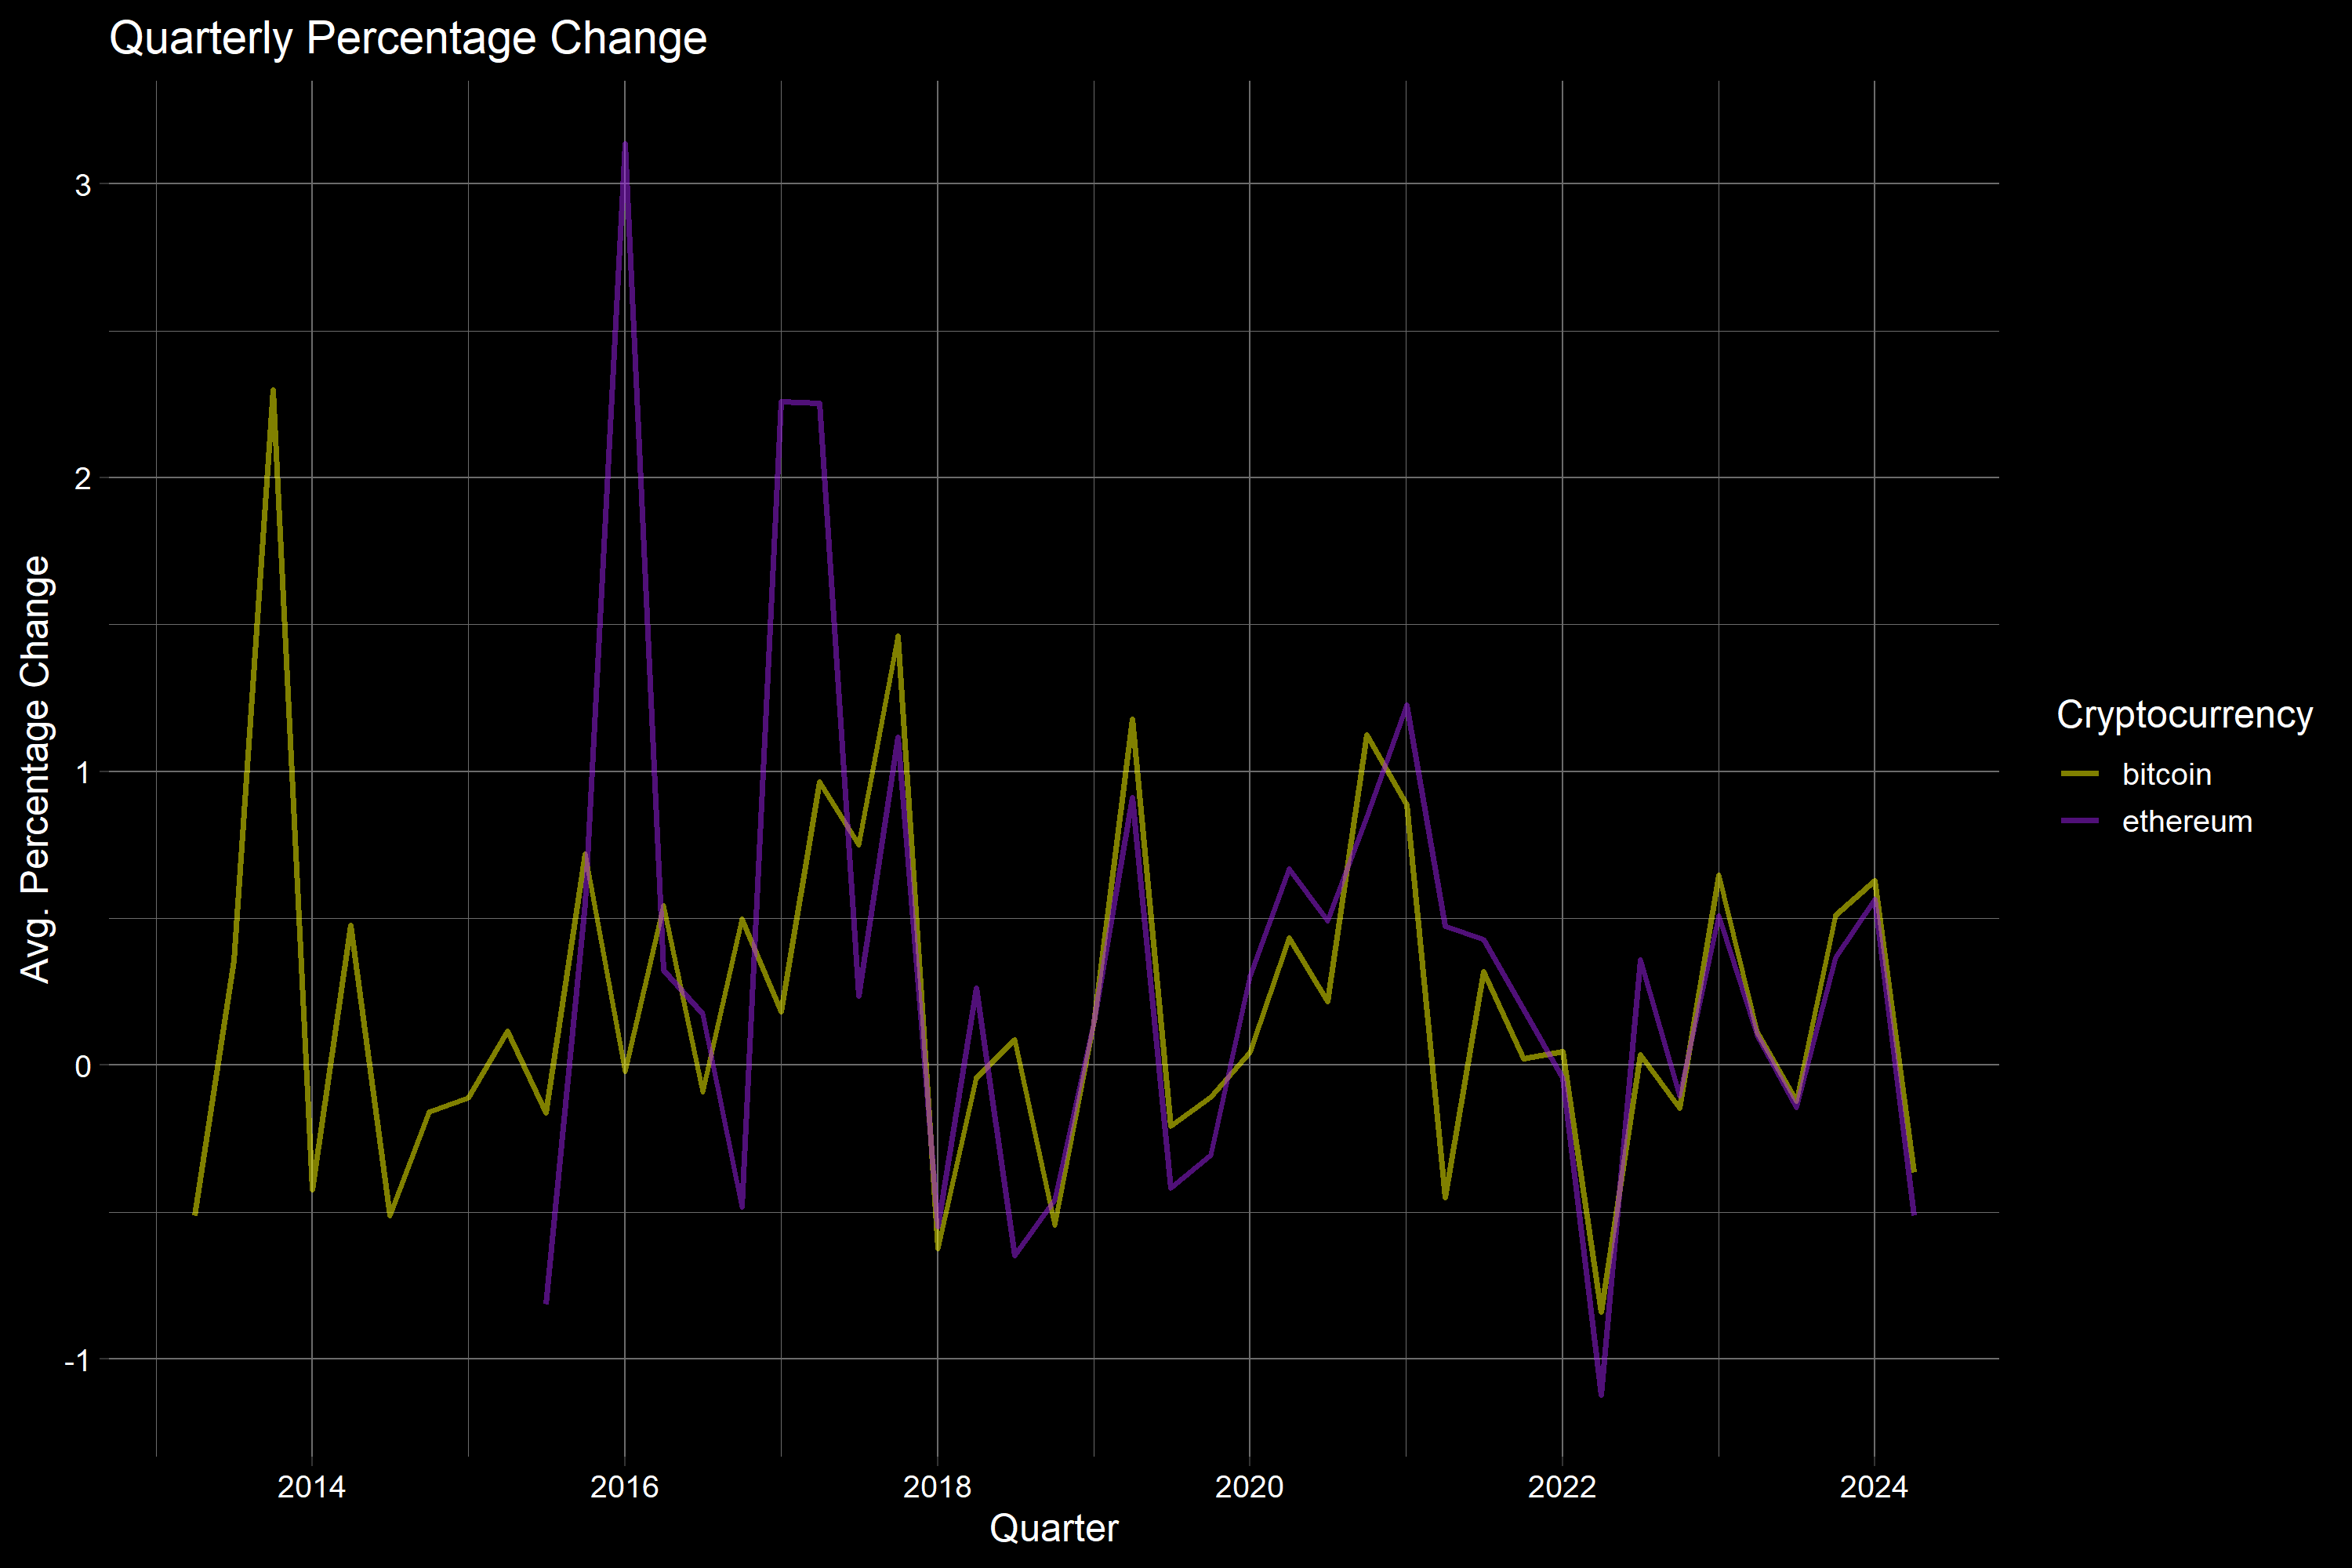 Quarterly Percentage Change
3
2
1
0
-1
Avg. Percentage Change
2014
2016
2018
2020
2022
2024
Quarter
Cryptocurrency
bitcoin
ethereum